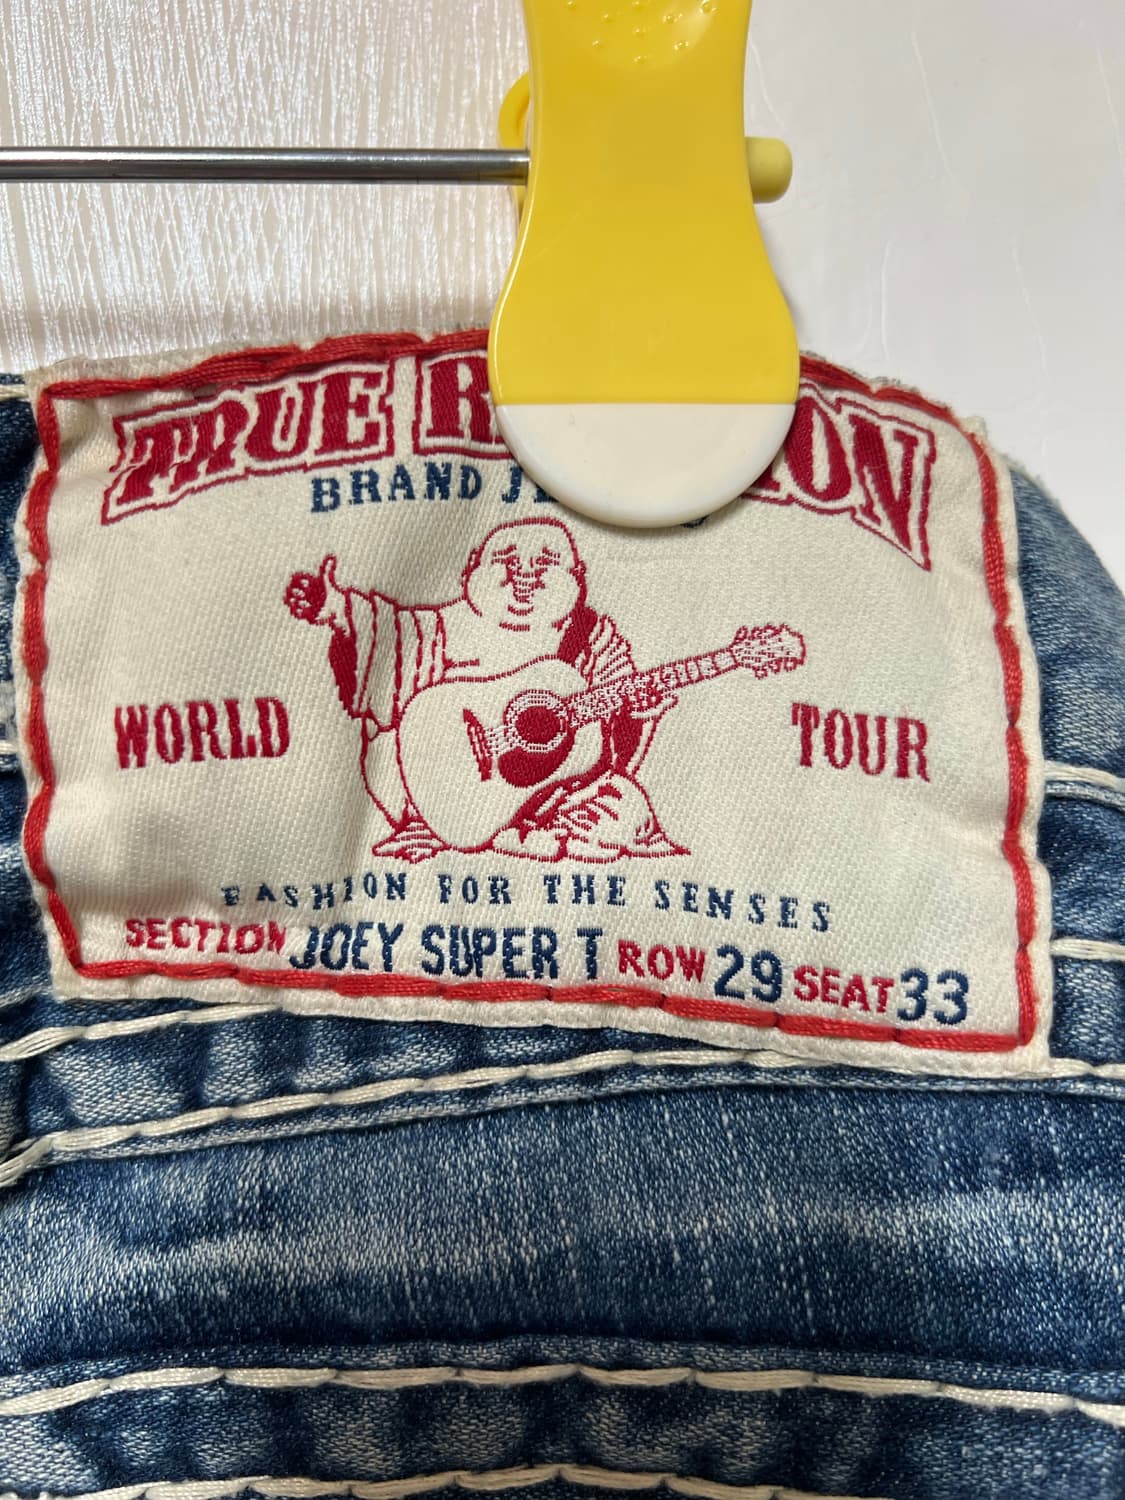 TRUE
BRAND
WORLD TOUR
FASHION FOR THE SENSES
SECTION JOEY SUPER T ROW 29 SEAT 33